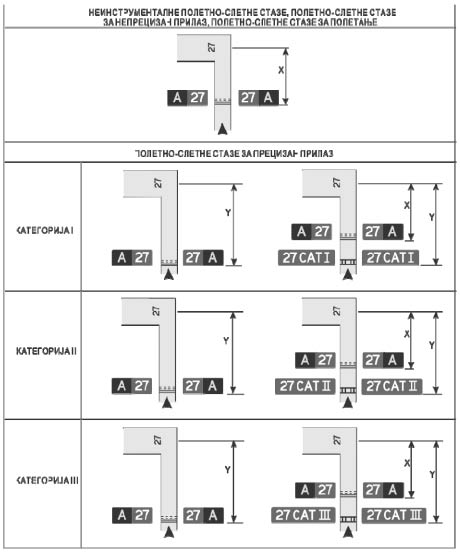 НЕИНСТРУМЕНТАЛНЕ ПОЛЕТНО-СЛЕТНЕ СТАЗЕ, ПОЛЕТНО-СЛЕТНЕ СТАЗЕ
ЗА НЕПРЕЦИЗАН ПРИЛАЗ, ПОЛЕТНО-СЛЕТНЕ СТАЗЕ ЗА ПОЛЕТАЊЕ
27
X
A 27 27 A
ПОЛЕТНО-СЛЕТНЕ СТАЗЕ ЗА ПРЕЦИЗАН ПРИЛАЗ
КАТЕГОРИЈА I
27
Y
A 27 27 A
27
X
Y
A 27 27 A
27 CAT I 27 CAT I
КАТЕГОРИЈА II
27
Y
A 27 27 A
27
X
Y
A 27 27 A
27 CAT II 27 CAT II
КАТЕГОРИЈА III
27
Y
A 27 27 A
27
X
Y
A 27 27 A
27 CAT III 27 CAT III